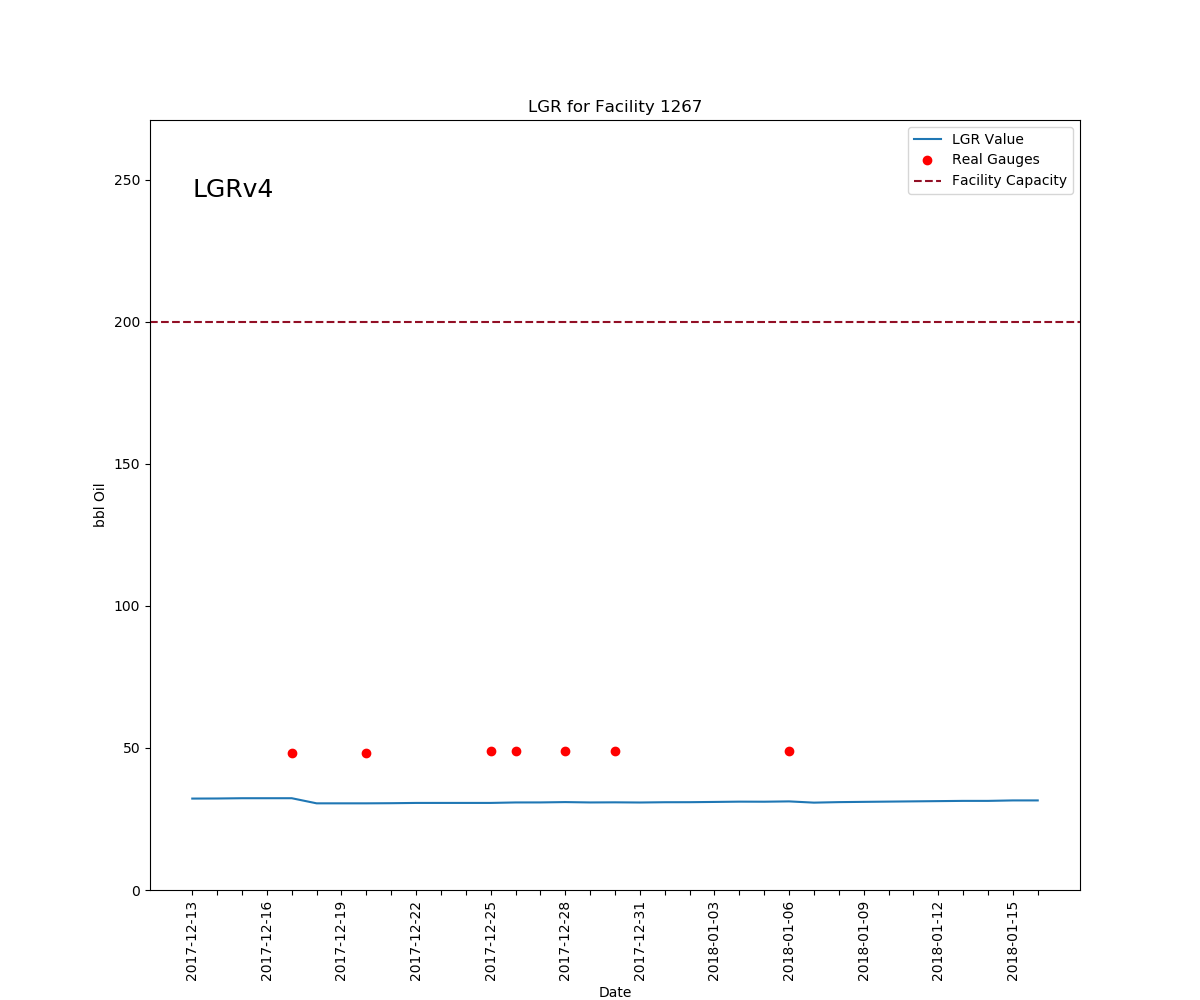 LGR for Facility 1267
LGRv4
LGR Value
Real Gauges
Facility Capacity
250
200
150
100
50
0
bbl Oil
2017-12-13
2017-12-16
2017-12-19
2017-12-22
2017-12-25
2017-12-28
2017-12-31
2018-01-03
2018-01-06
2018-01-09
2018-01-12
2018-01-15
Date